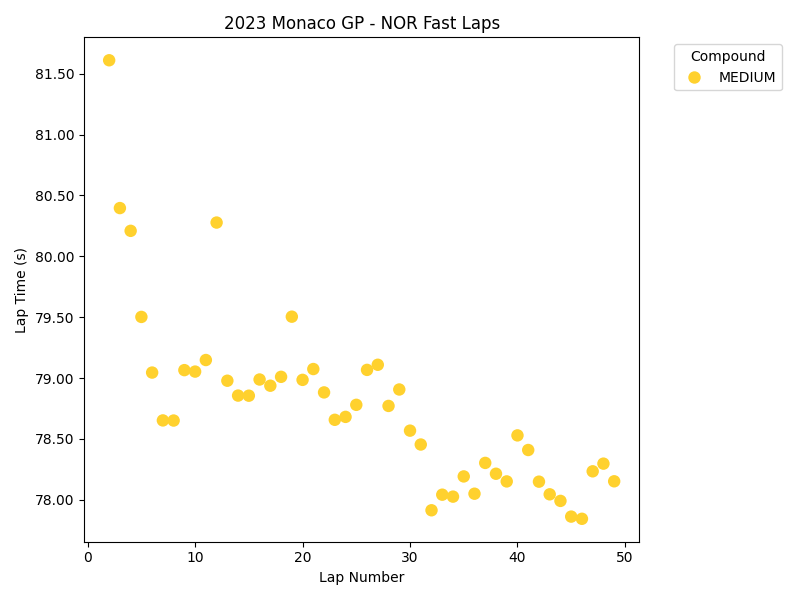 2023 Monaco GP - NOR Fast Laps
Compound
MEDIUM
81.50
81.00
80.50
80.00
79.50
79.00
78.50
78.00
Lap Time (s)
0 10 20 30 40 50
Lap Number